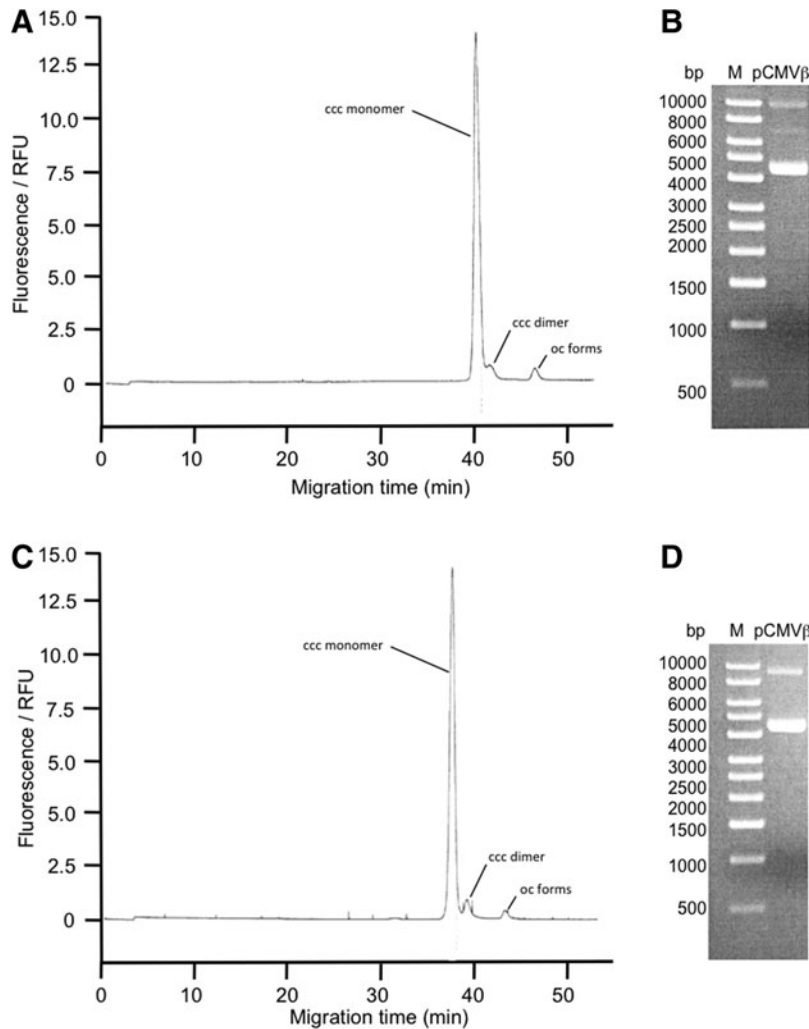 A
15.0
12.5
10.0
7.5
5.0
2.5
0
Fluorescence / RFU
ccc monomer
ccc dimer
oc forms
0 10 20 30 40 50
Migration time (min)
B
bp M pCMVβ
10000
8000
6000
5000
4000
3000
2500
2000
1500
1000
500
C
15.0
12.5
10.0
7.5
5.0
2.5
0
Fluorescence / RFU
ccc monomer
ccc dimer
oc forms
0 10 20 30 40 50
Migration time (min)
D
bp M pCMVβ
10000
8000
6000
5000
4000
3000
2500
2000
1500
1000
500